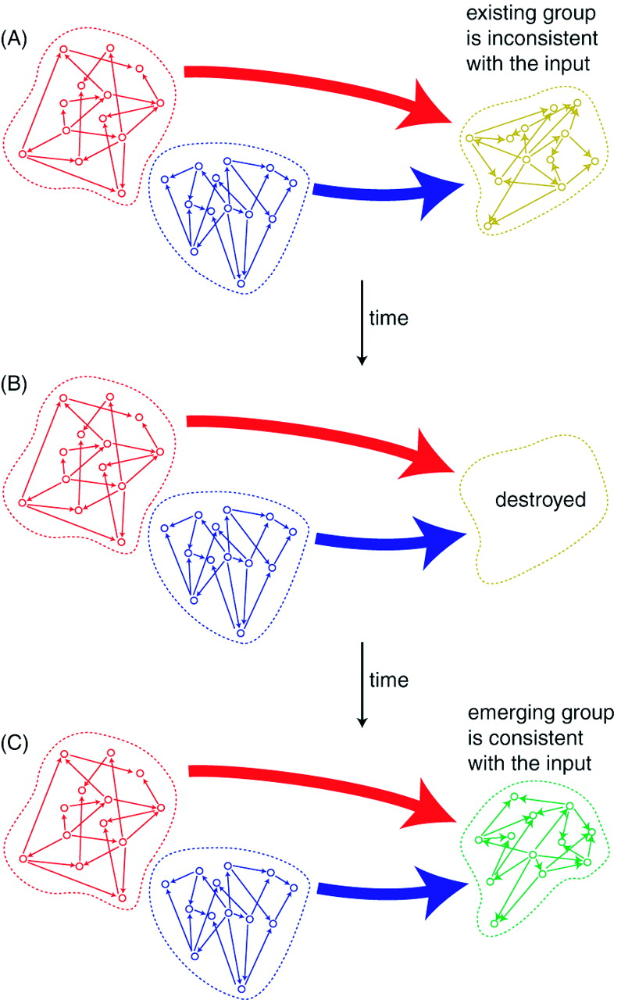 existing group
is inconsistent
with the input
(A)
time
(B)
destroyed
time
emerging group
is consistent
with the input
(C)